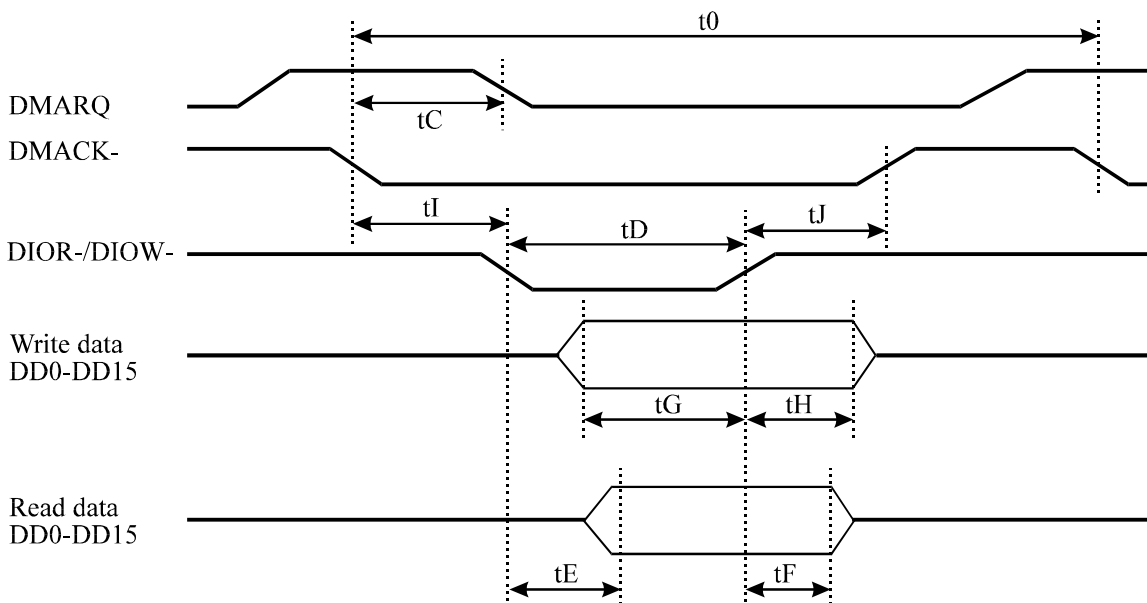 t0
DMARQ
tC
DMACK-
tI
tD
tJ
DIOR-/DIOW-
Write data
DD0-DD15
tG
tH
Read data
DD0-DD15
tE
tF